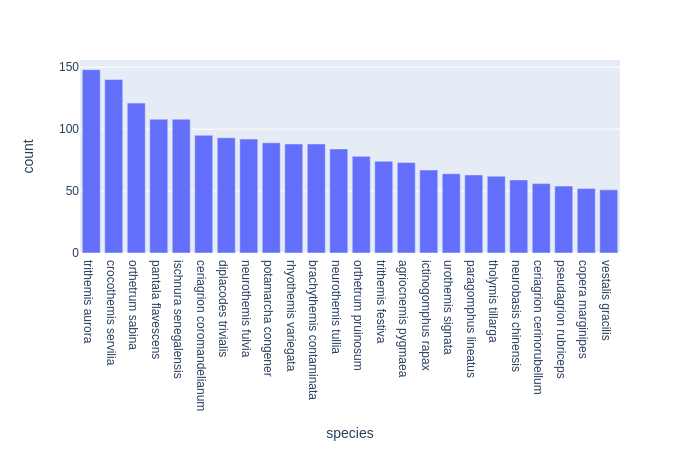 150
100
50
0
count
trithemis aurora
crocothemis servilia
orthetrum sabina
pantala flavescens
ischnura senegalensis
ceriagrion coromandelianum
diplacodes trivialis
neurothemis fulvia
potamarcha congener
rhyothemis variegata
brachythemis contaminata
neurothemis tullia
orthetrum pruinosum
trithemis festiva
agriocnemis pygmaea
ictinogomphus rapax
urothemis signata
paragomphus lineatus
tholymis tillarga
neurobasis chinensis
ceriagrion cerinorubellum
pseudagrion rubriceps
copera marginipes
vestalis gracilis
species